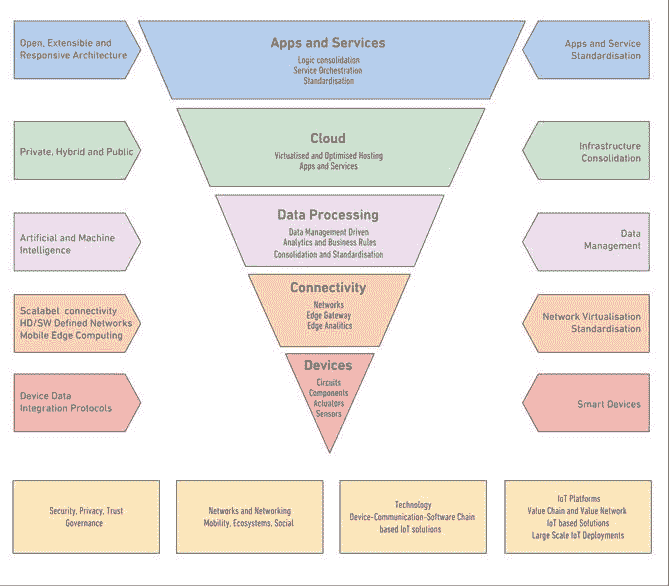 Open, Extensible and
Responsive Architecture
Apps and Services
Logic consolidation
Service Orchestration
Standardisation
Apps and Service
Standardisation
Private, Hybrid and Public
Cloud
Virtualised and Optimised Hosting
Apps and Services
Infrastructure
Consolidation
Artificial and Machine
Intelligence
Data Processing
Data Management Driven
Analytics and Business Rules
Consolidation and Standardisation
Data
Management
Scalabel connectivity
HD/SW Defined Networks
Mobile Edge Computing
Connectivity
Networks
Edge Gateway
Edge Analitics
Network Virtualisation
Standardisation
Device Data
Integration Protocols
Devices
Circuits
Components
Actuators
Sensors
Smart Devices
Security, Privacy, Trust
Governance
Networks and Networking
Mobility, Ecosystems, Social
Technology
Device-Communication-Software Chain
based IoT solutions
IoT Platforms
Value Chain and Value Network
IoT based Solutions
Large Scale IoT Deployments